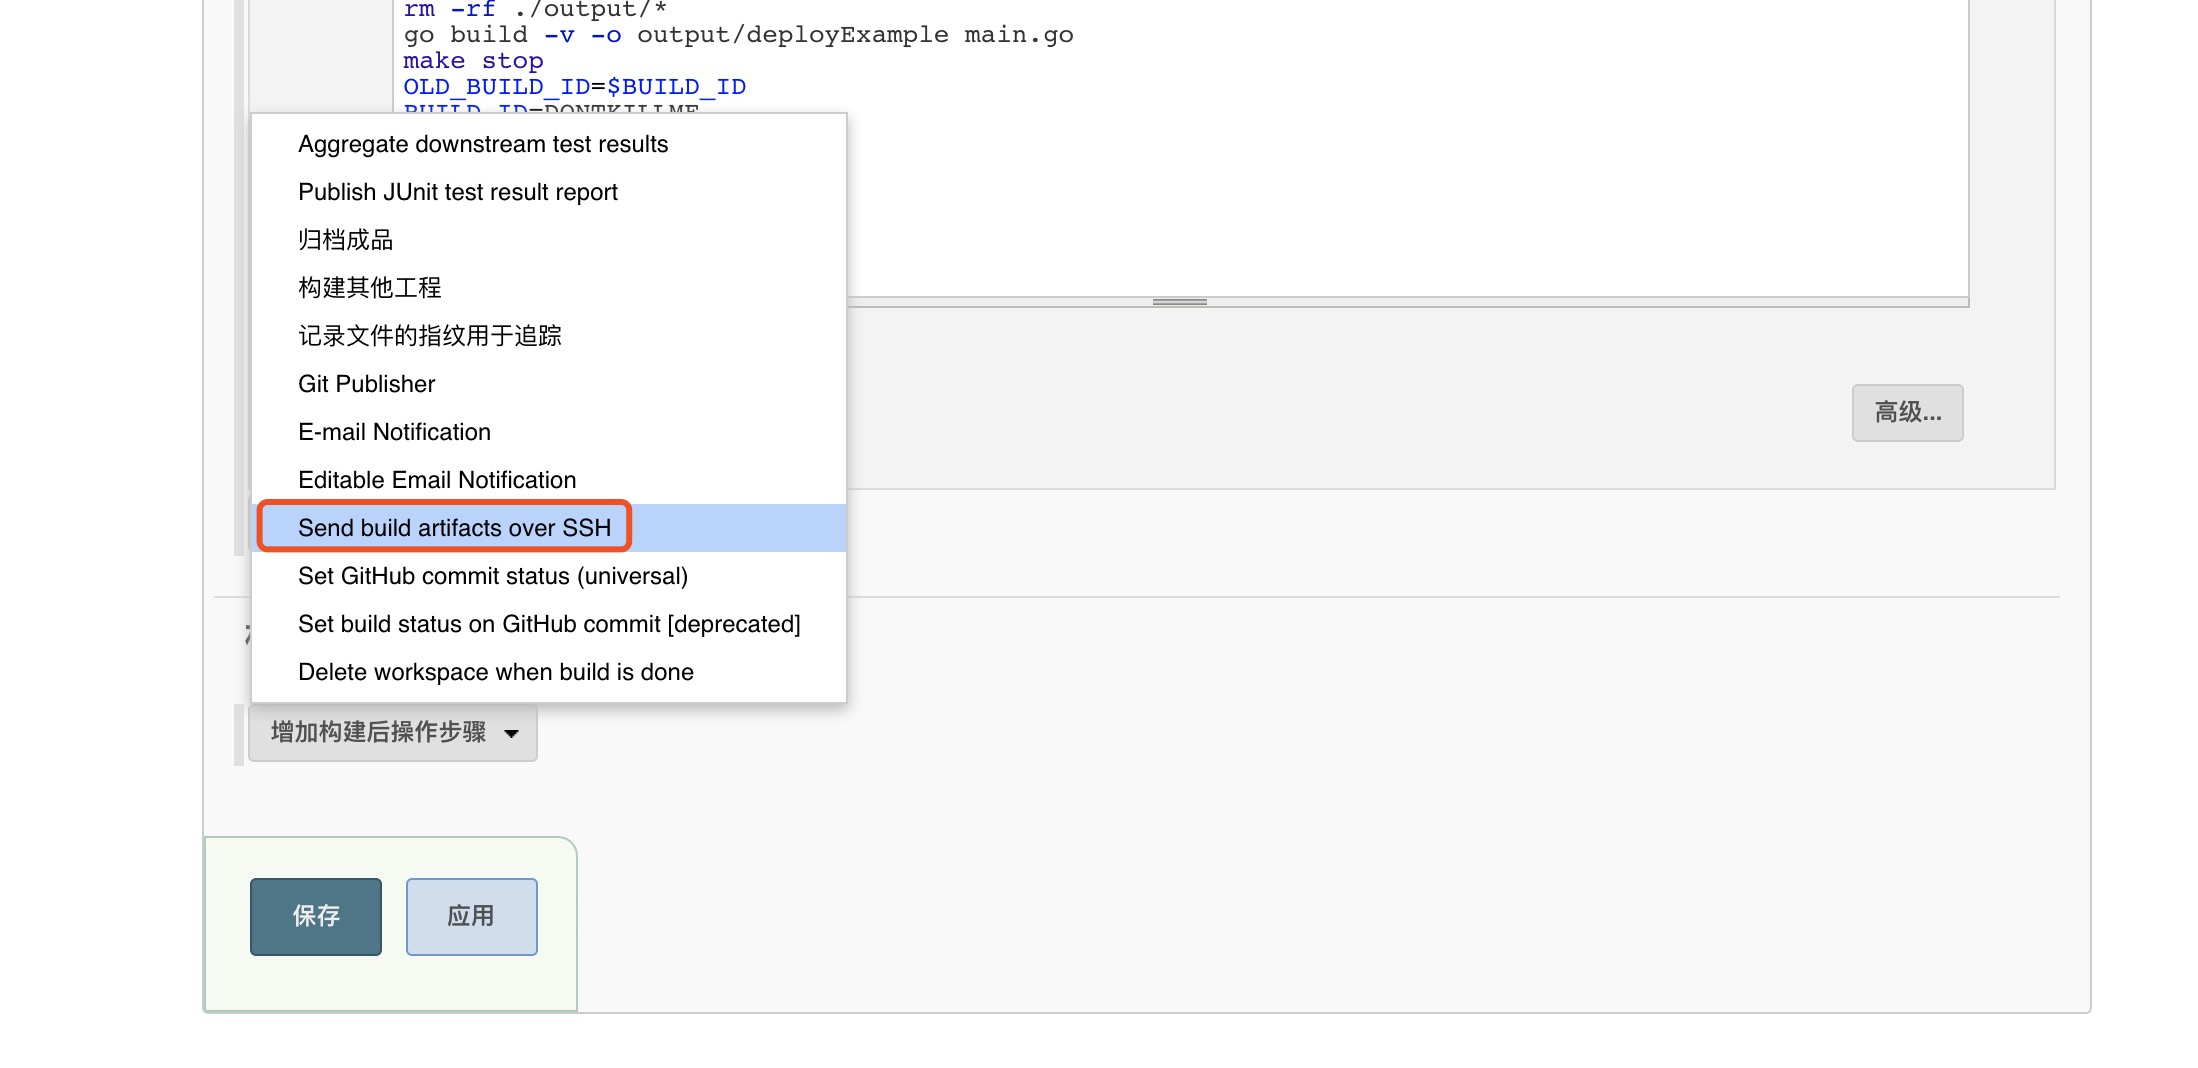 rm -rf ./output/*
go build -v -o output/deployExample main.go
make stop
OLD_BUILD_ID=$BUILD_ID
BUILD_ID=DONTKILLME
Aggregate downstream test results
Publish JUnit test result report
归档成品
构建其他工程
记录文件的指纹用于追踪
Git Publisher
E-mail Notification
Editable Email Notification
Send build artifacts over SSH
Set GitHub commit status (universal)
Set build status on GitHub commit [deprecated]
Delete workspace when build is done
高级...
增加构建后操作步骤
保存
应用